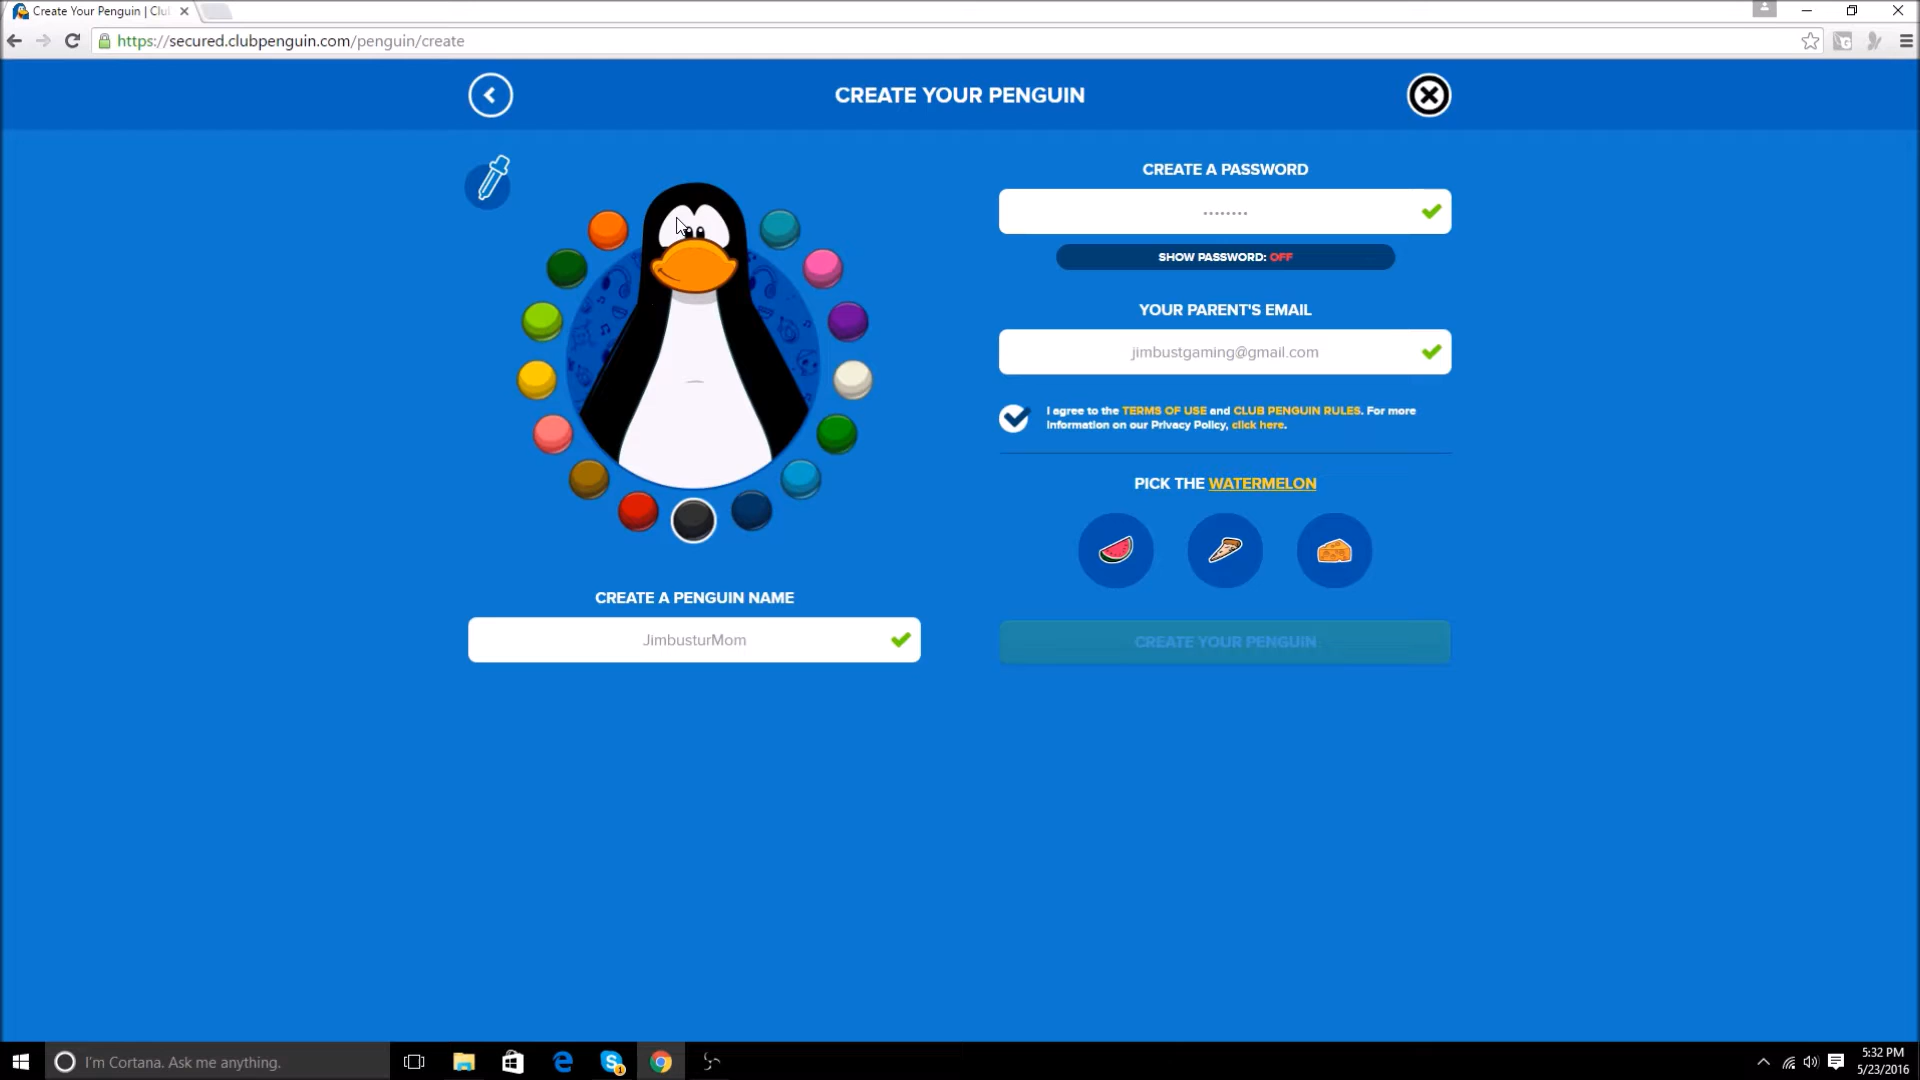 Create Your Penguin | Clu
https://secured.clubpenguin.com/penguin/create
CREATE YOUR PENGUIN
CREATE A PASSWORD
••••••••
SHOW PASSWORD: OFF
YOUR PARENT'S EMAIL
jimbustgaming@gmail.com
I agree to the TERMS OF USE and CLUB PENGUIN RULES. For more
information on our Privacy Policy, click here.
PICK THE WATERMELON
CREATE A PENGUIN NAME
JimbusturMom
CREATE YOUR PENGUIN
I'm Cortana. Ask me anything.
1
5:32 PM
5/23/2016